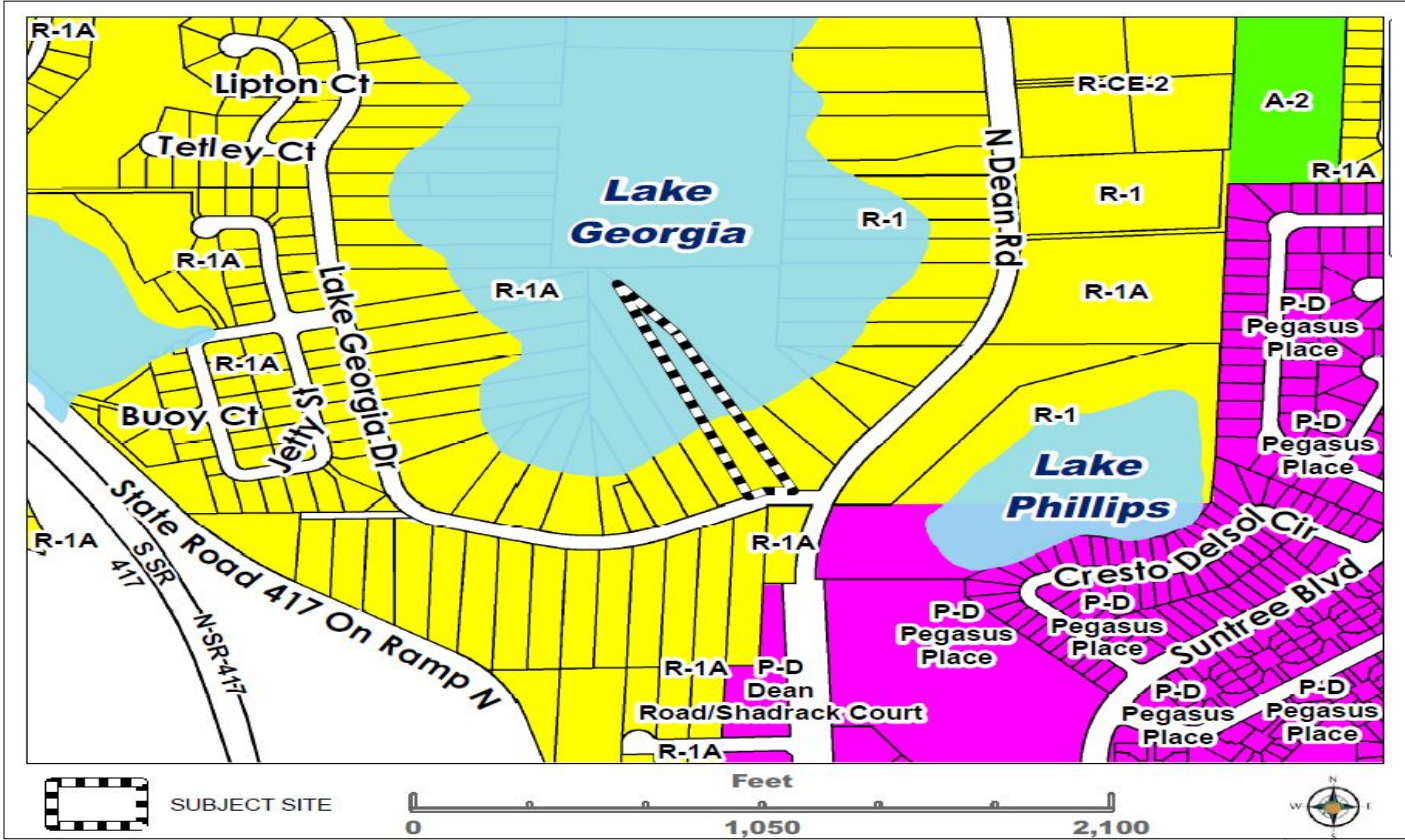 R-1A
Lipton Ct
Tetley Ct
R-CE-2
A-2
R-1A
Lake
Georgia
R-1
N Dean Rd
R-1
R-1A
R-1A
R-1A
Lake Georgia Dr
R-1A
P-D
Pegasus
Place
R-1A
Buoy Ct
Jetty St
R-1
P-D
Pegasus
Place
Lake
Phillips
State Road 417 On Ramp N
R-1A
S SR
417
N-SR-417
R-1A
Cresto Delsol Cir
Suntree Blvd
P-D
Pegasus
Place
P-D
Pegasus
Place
R-1A
P-D
Dean
Road/Shadrack Court
P-D
Pegasus
Place
P-D
Pegasus
Place
R-1A
SUBJECT SITE
Feet
0
1,050
2,100
N
W
E
S